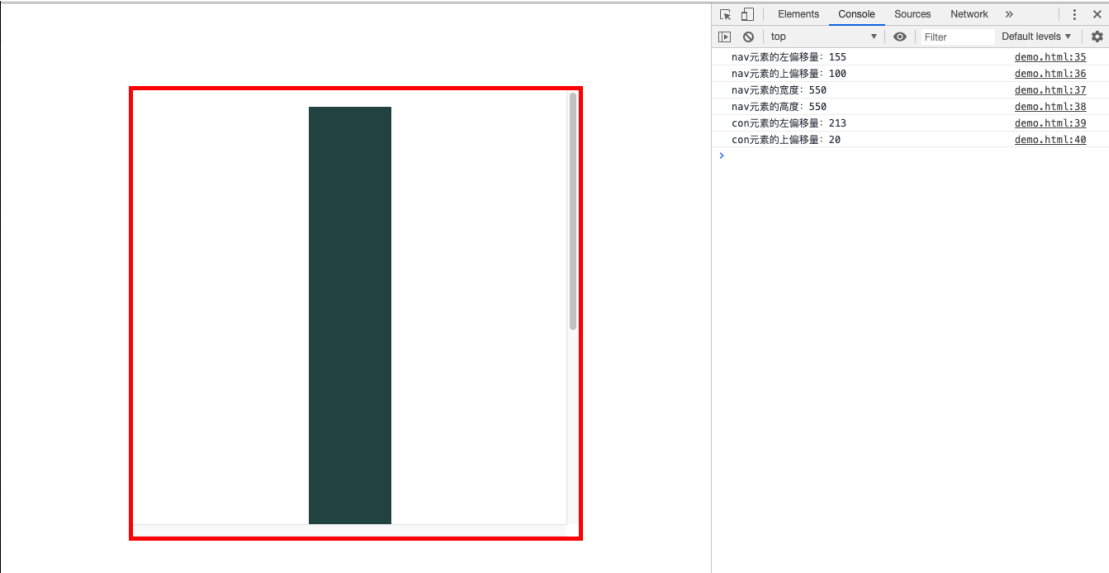 Elements Console Sources Network »
top Filter Default levels
nav元素的左偏移量：155 demo.html:35
nav元素的上偏移量：100 demo.html:36
nav元素的宽度：550 demo.html:37
nav元素的高度：550 demo.html:38
con元素的左偏移量：213 demo.html:39
con元素的上偏移量：20 demo.html:40